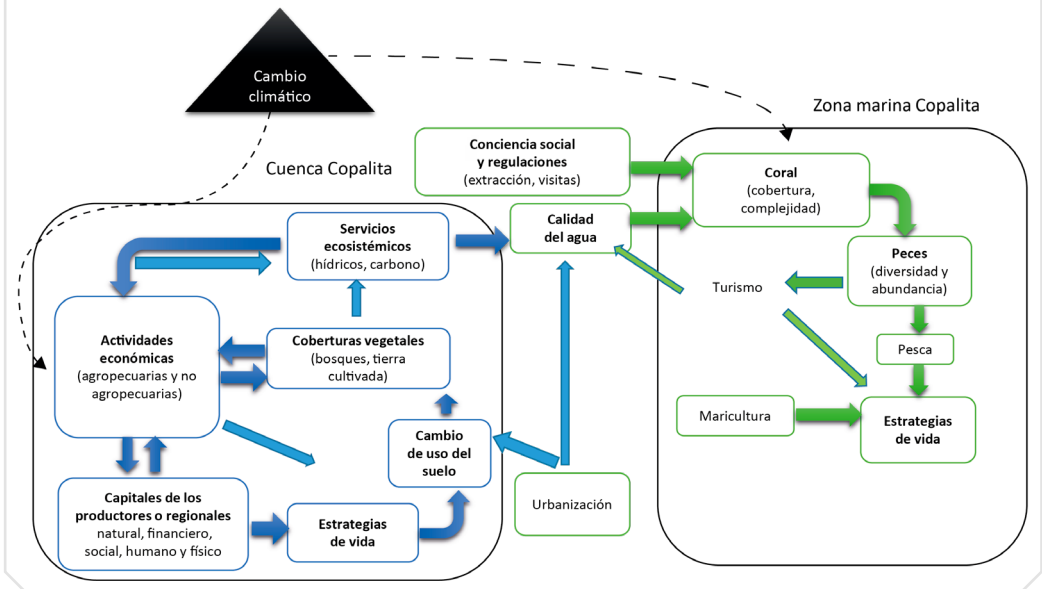 Cambio
climático
Zona marina Copalita
Cuenca Copalita
Conciencia social
y regulaciones
(extracción, visitas)
Coral
(cobertura,
complejidad)
Servicios
ecosistémicos
(hídricos, carbono)
Calidad
del agua
Peces
(diversidad y
abundancia)
Turismo
Actividades
económicas
(agropecuarias y no
agropecuarias)
Coberturas vegetales
(bosques, tierra
cultivada)
Pesca
Maricultura
Estrategias
de vida
Cambio
de uso del
suelo
Urbanización
Capitales de los
productores o regionales
natural, financiero,
social, humano y físico
Estrategias
de vida